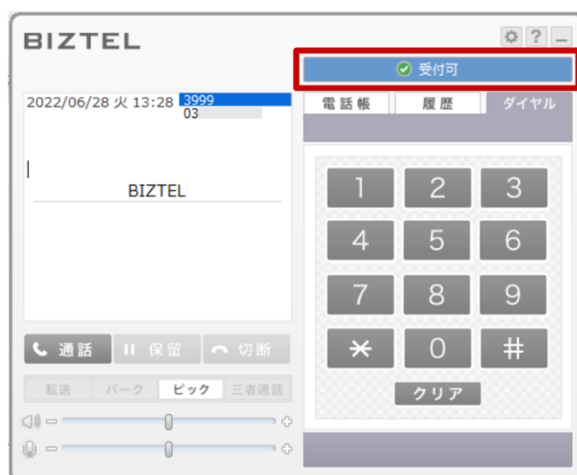 BIZTEL
?
受付可
2022/06/28 火 13:28
3999
03
電話帳
履歴
ダイヤル
BIZTEL
1 2 3
4 5 6
7 8 9
* 0 #
クリア
通話
保留
切断
転送
パーク
ピック
三者通話